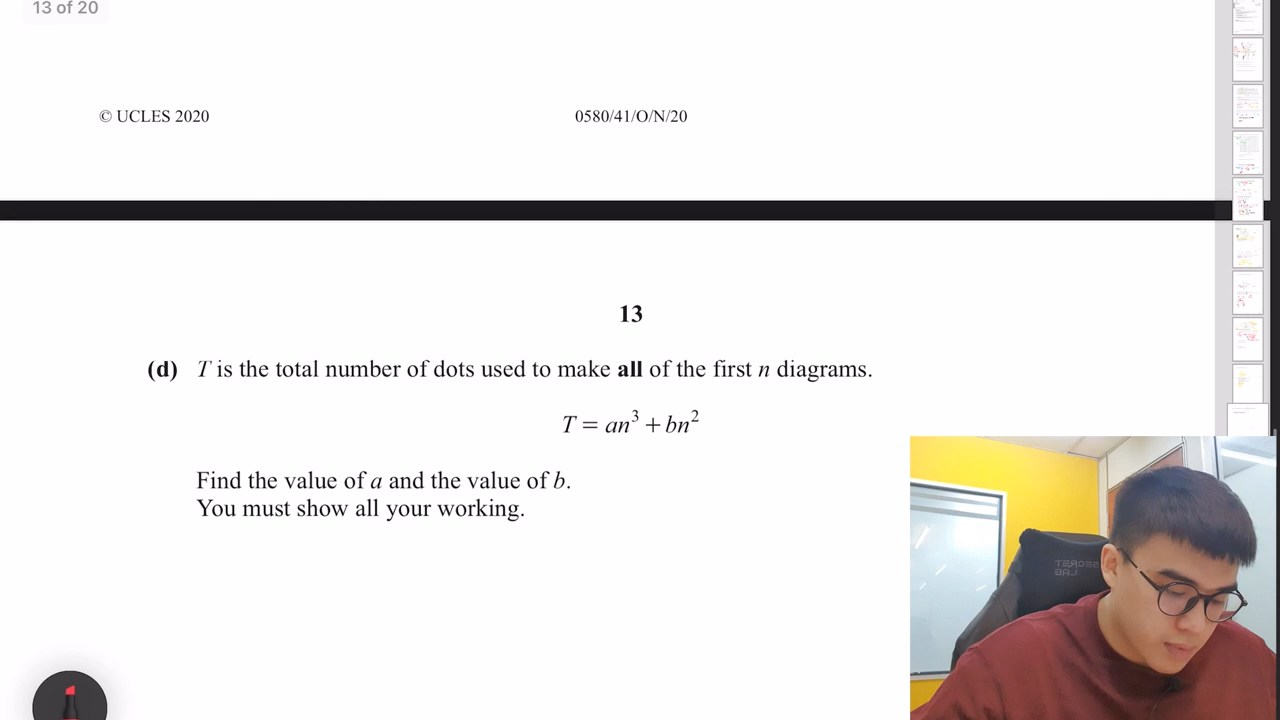 13 of 20
© UCLES 2020
0580/41/O/N/20
13
(d) T is the total number of dots used to make all of the first n diagrams.
T = an³ + bn²
Find the value of a and the value of b.
You must show all your working.